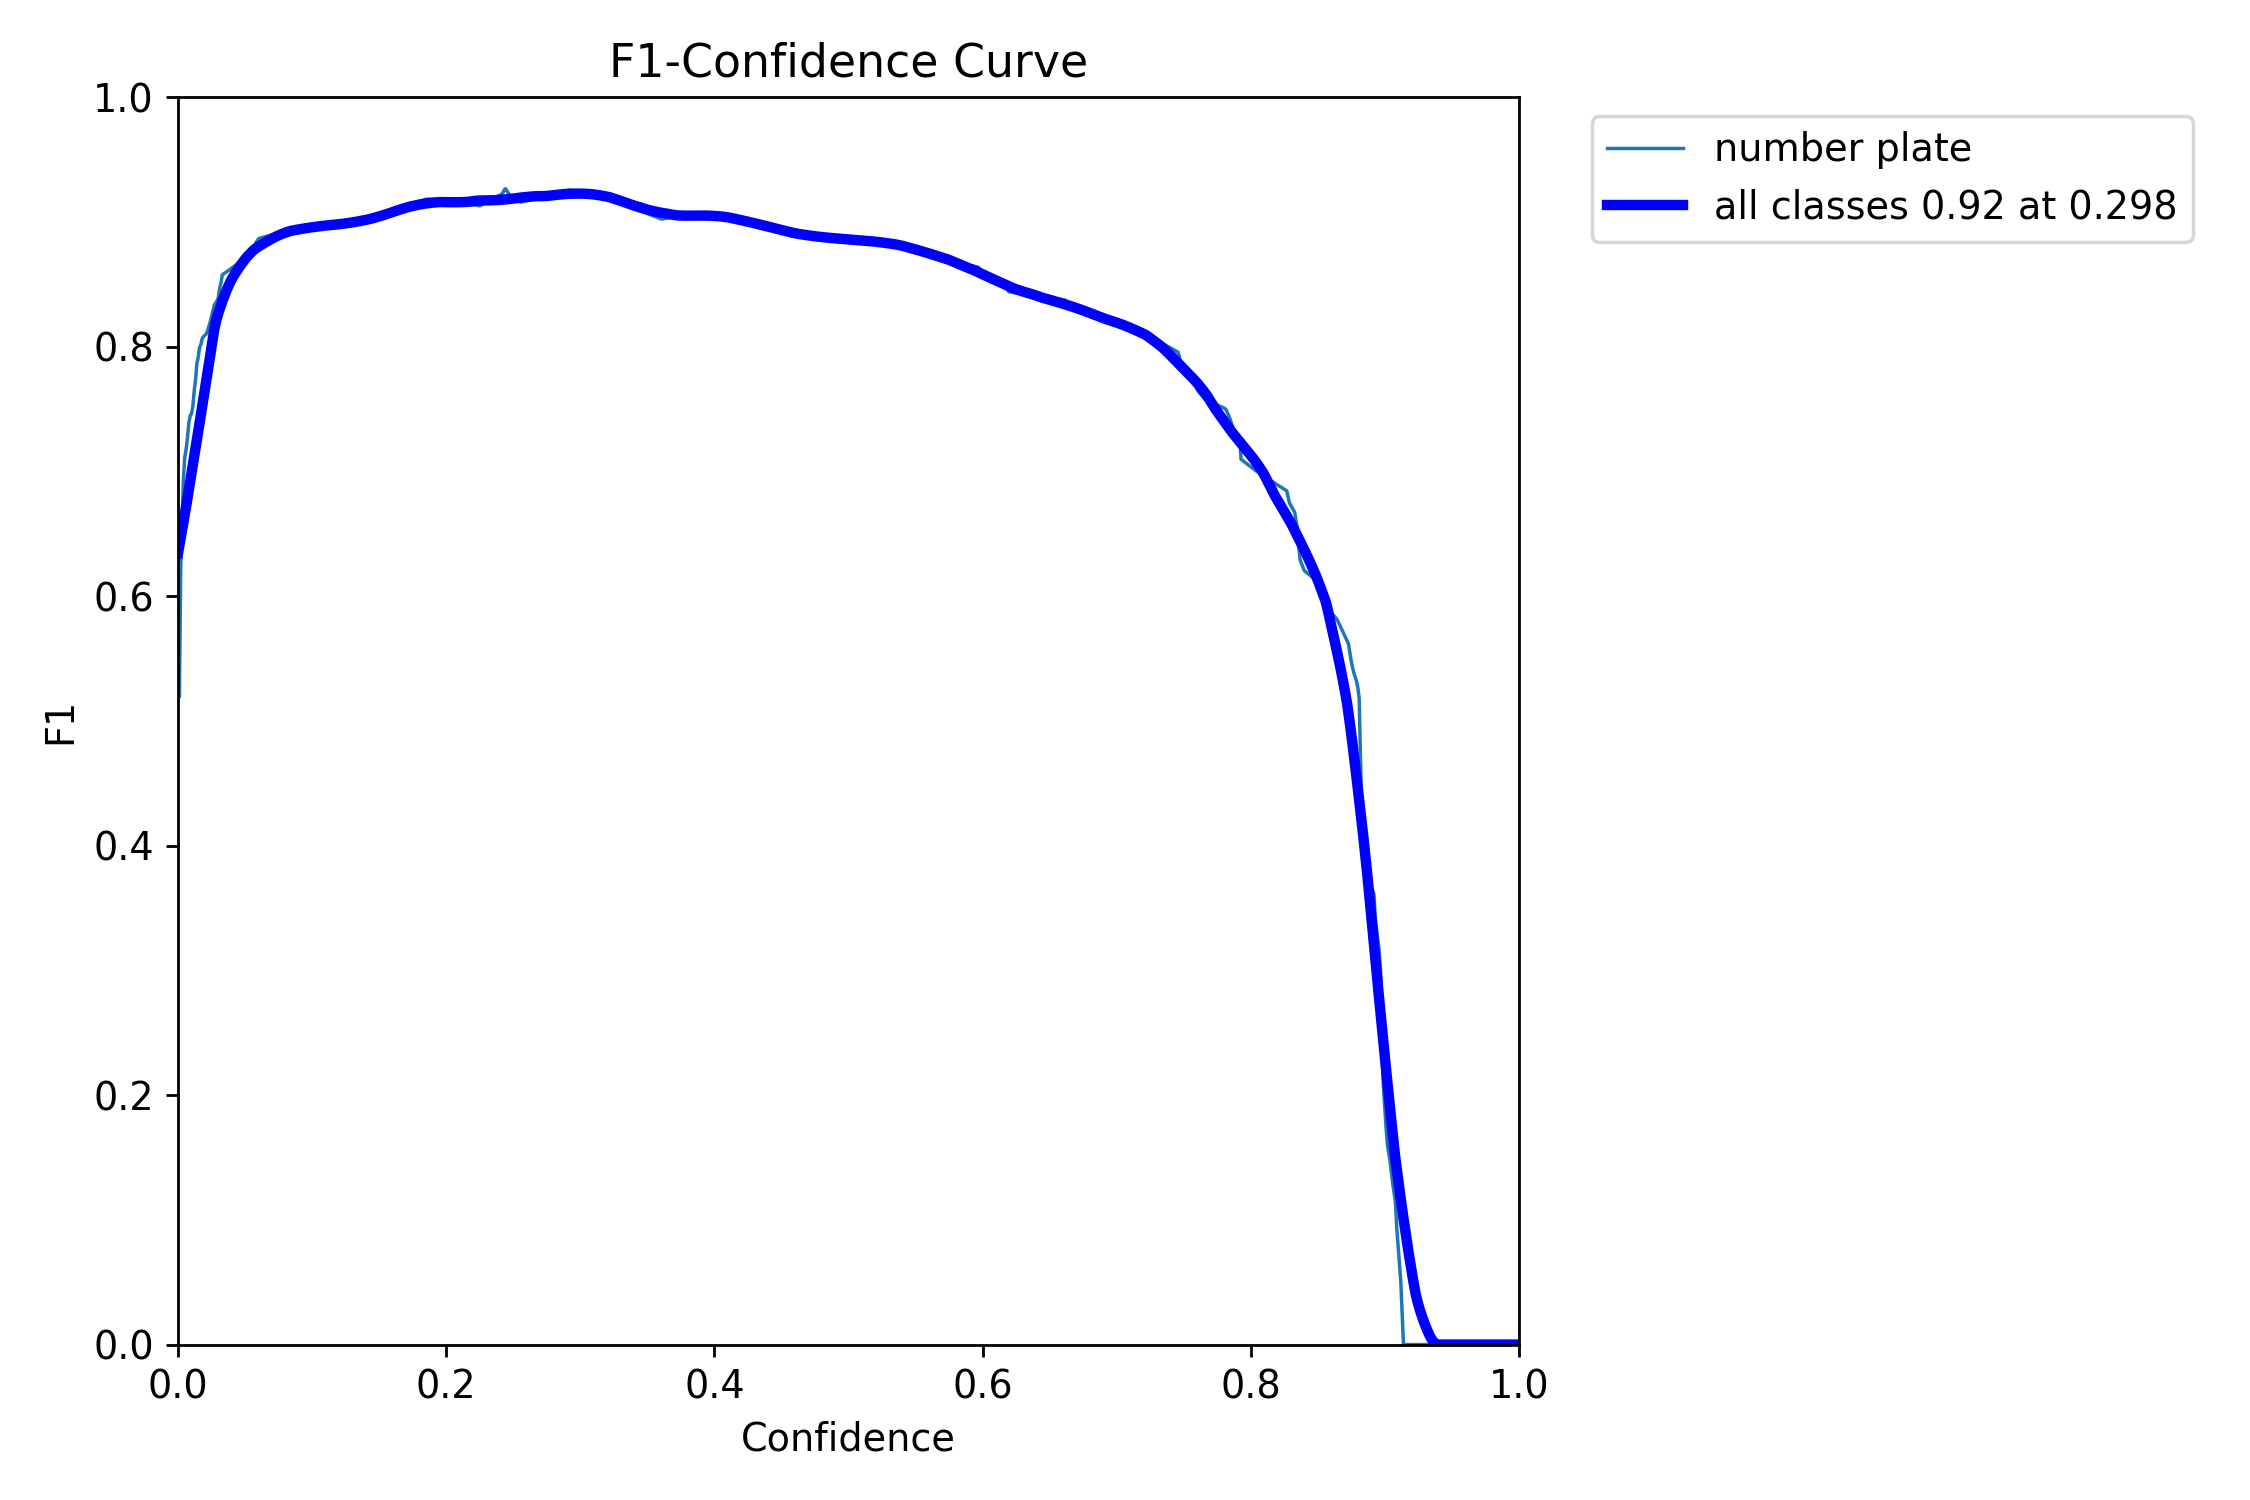 F1-Confidence Curve
number plate
all classes 0.92 at 0.298
1.0
0.8
0.6
0.4
0.2
0.0
F1
0.0 0.2 0.4 0.6 0.8 1.0
Confidence